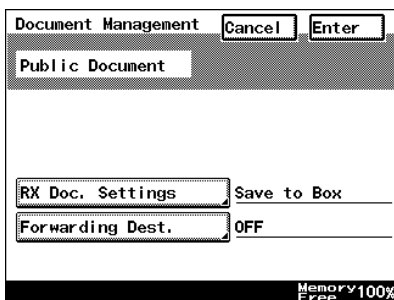 Document Management Cancel Enter
Public Document
RX Doc. Settings Save to Box
Forwarding Dest. OFF
Memory Free 100%